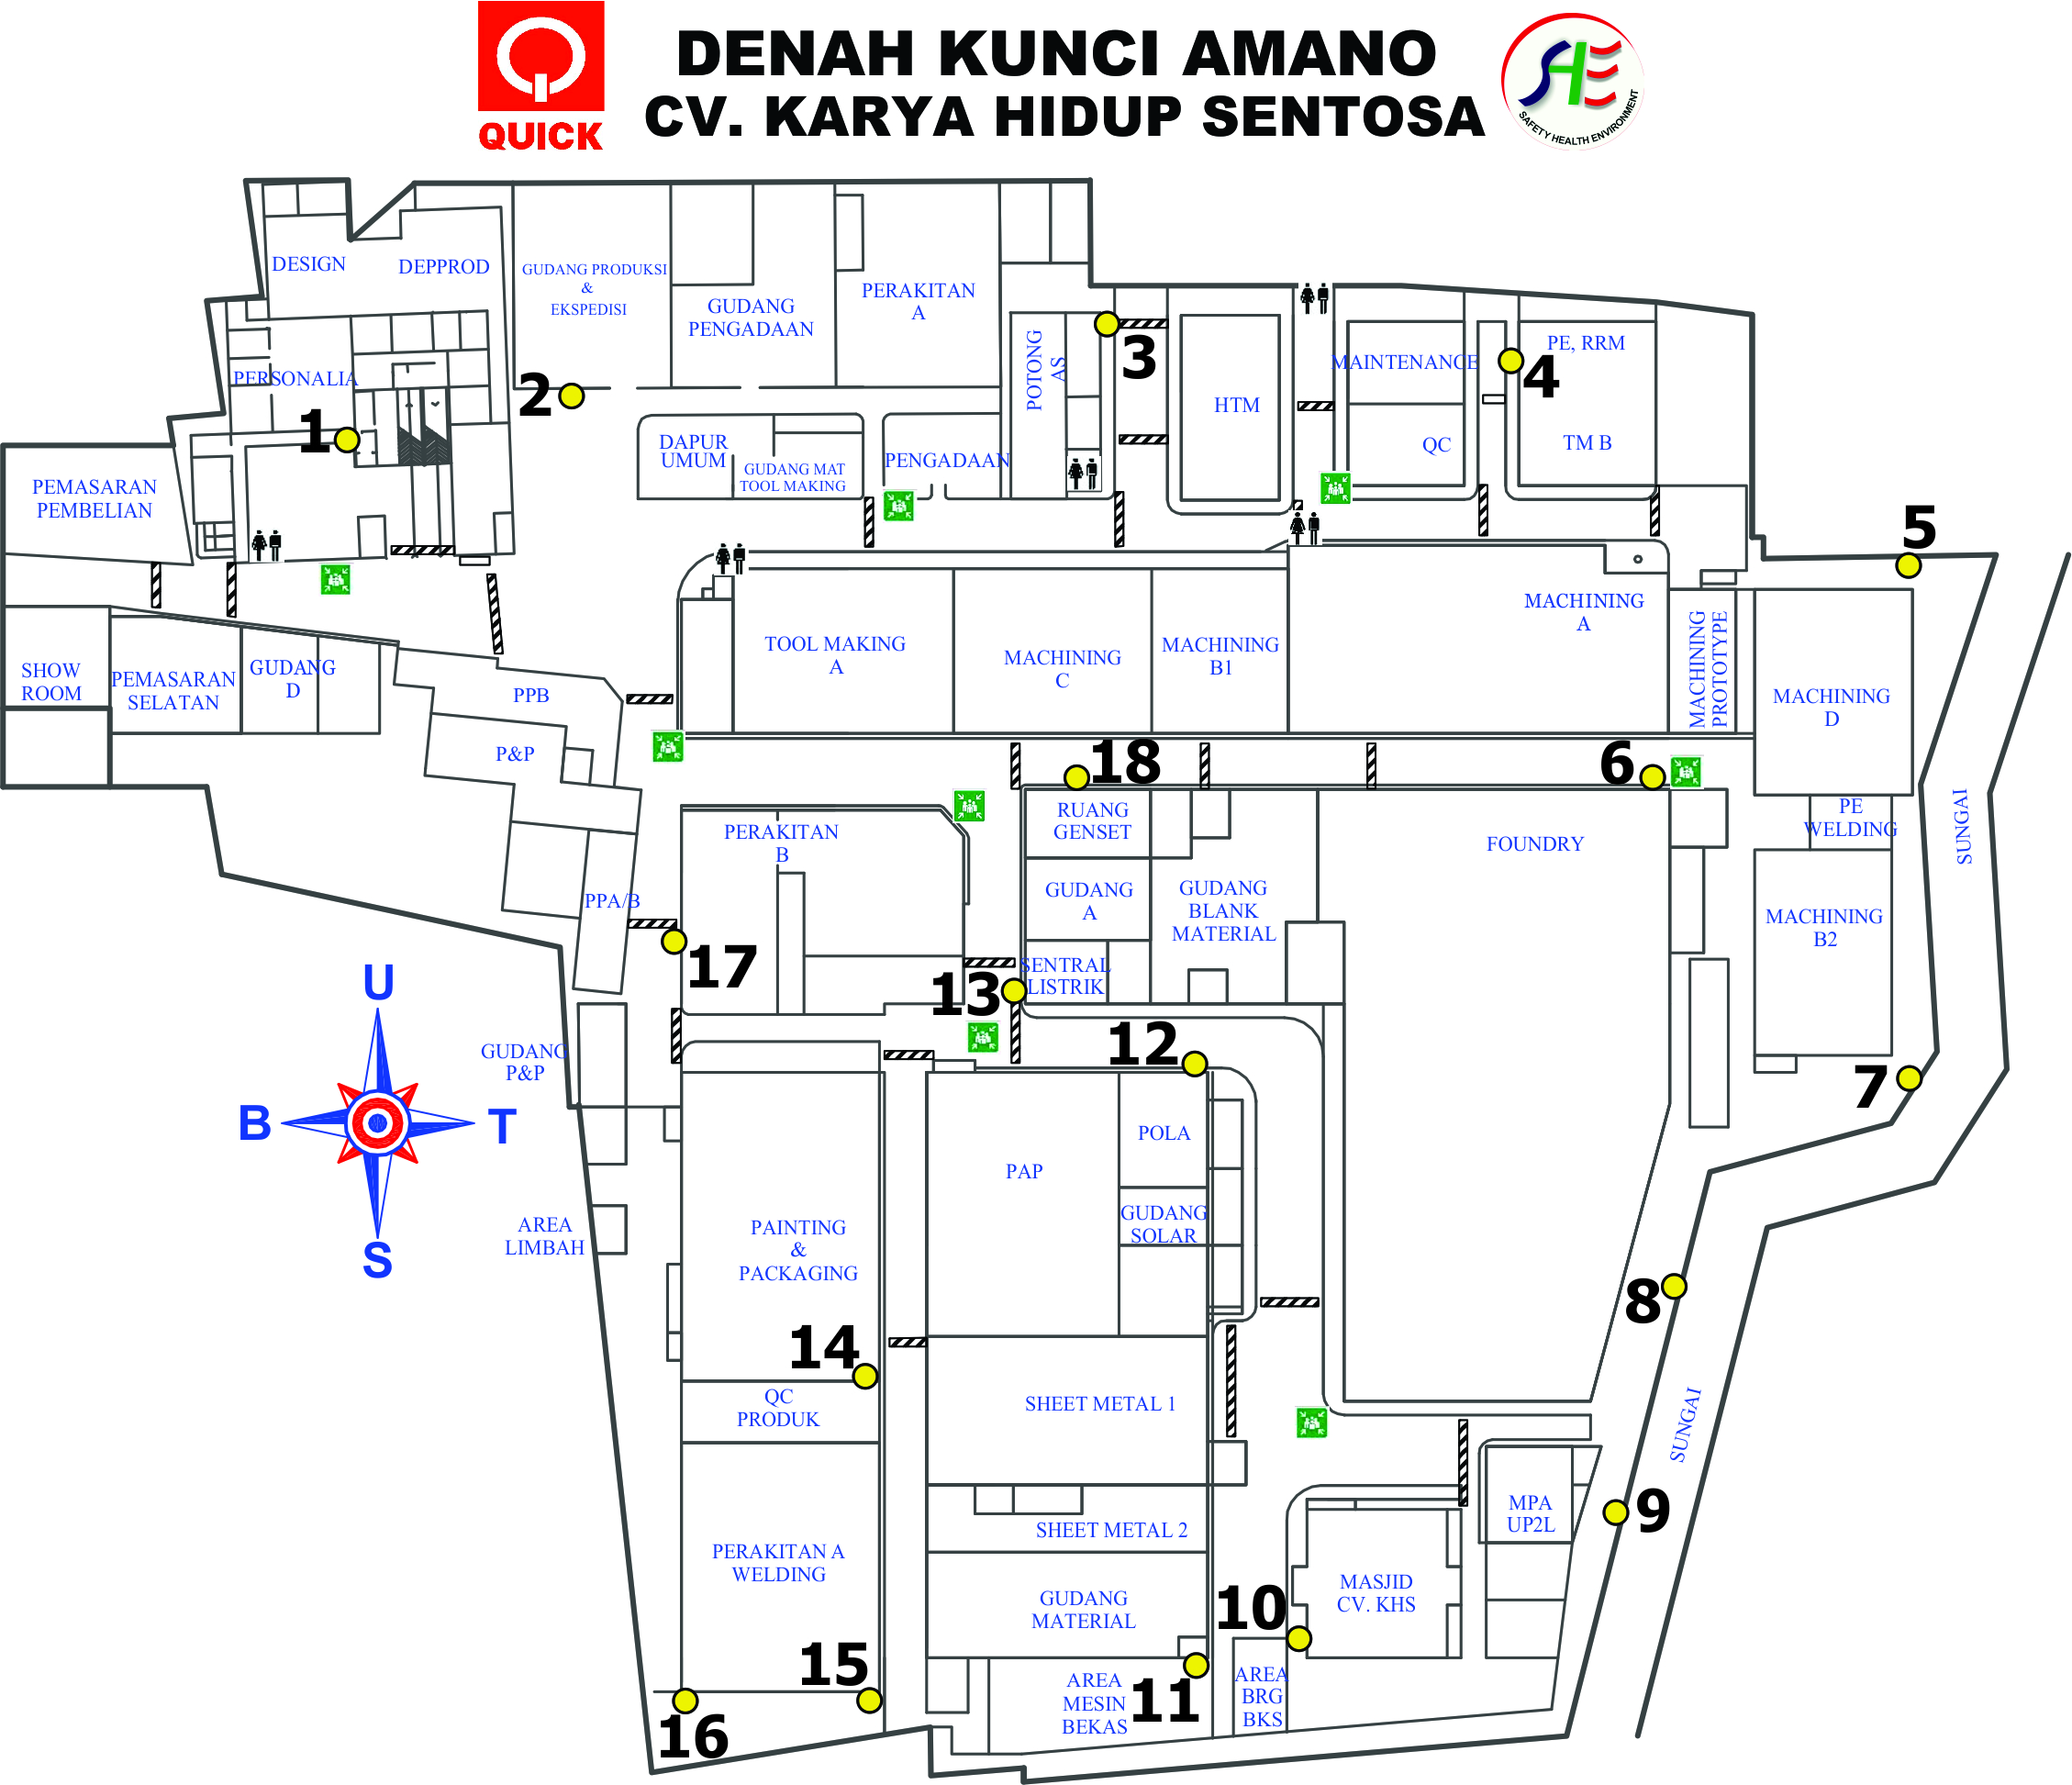 QUICK
DENAH KUNCI AMANO
CV. KARYA HIDUP SENTOSA
SHE
SAFETY HEALTH ENVIRONMENT
DESIGN
DEPPROD
GUDANG PRODUKSI
&
EKSPEDISI
GUDANG
PENGADAAN
PERAKITAN
A
POTONG
AS
3
HTM
MAINTENANCE
QC
4
PE, RRM
TM B
PERSONALIA
1
2
DAPUR
UMUM
GUDANG MAT
TOOL MAKING
PENGADAAN
PEMASARAN
PEMBELIAN
5
SHOW
ROOM
PEMASARAN
SELATAN
GUDANG
D
PPB
P&P
TOOL MAKING
A
MACHINING
C
MACHINING
B1
MACHINING
A
MACHINING
PROTOTYPE
MACHINING
D
18
6
PERAKITAN
B
RUANG
GENSET
FOUNDRY
PE
WELDING
SUNGAI
PPA/B
GUDANG
A
GUDANG
BLANK
MATERIAL
MACHINING
B2
17
13
SENTRAL
LISTRIK
12
7
U
B
T
S
GUDANG
P&P
AREA
LIMBAH
PAINTING
&
PACKAGING
PAP
POLA
GUDANG
SOLAR
8
14
QC
PRODUK
SHEET METAL 1
SUNGAI
SHEET METAL 2
MPA
UP2L
9
PERAKITAN A
WELDING
GUDANG
MATERIAL
10
MASJID
CV. KHS
15
16
AREA
MESIN
BEKAS
11
AREA
BRG
BKS